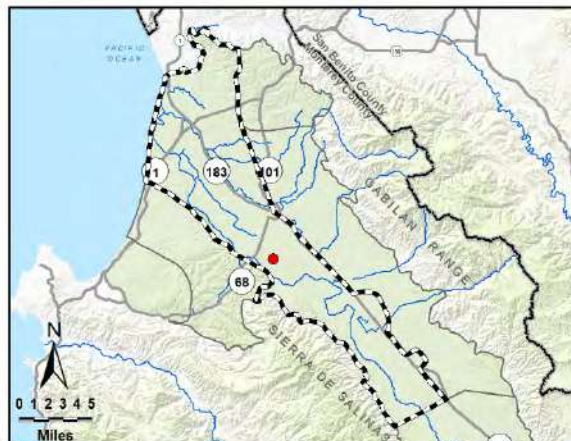 1
PACIFIC
OCEAN
San Benito County
Monterey County
1
183
101
GABILAN RANGE
68
SIERRA DE SALINAS
N
0 1 2 3 4 5
Miles